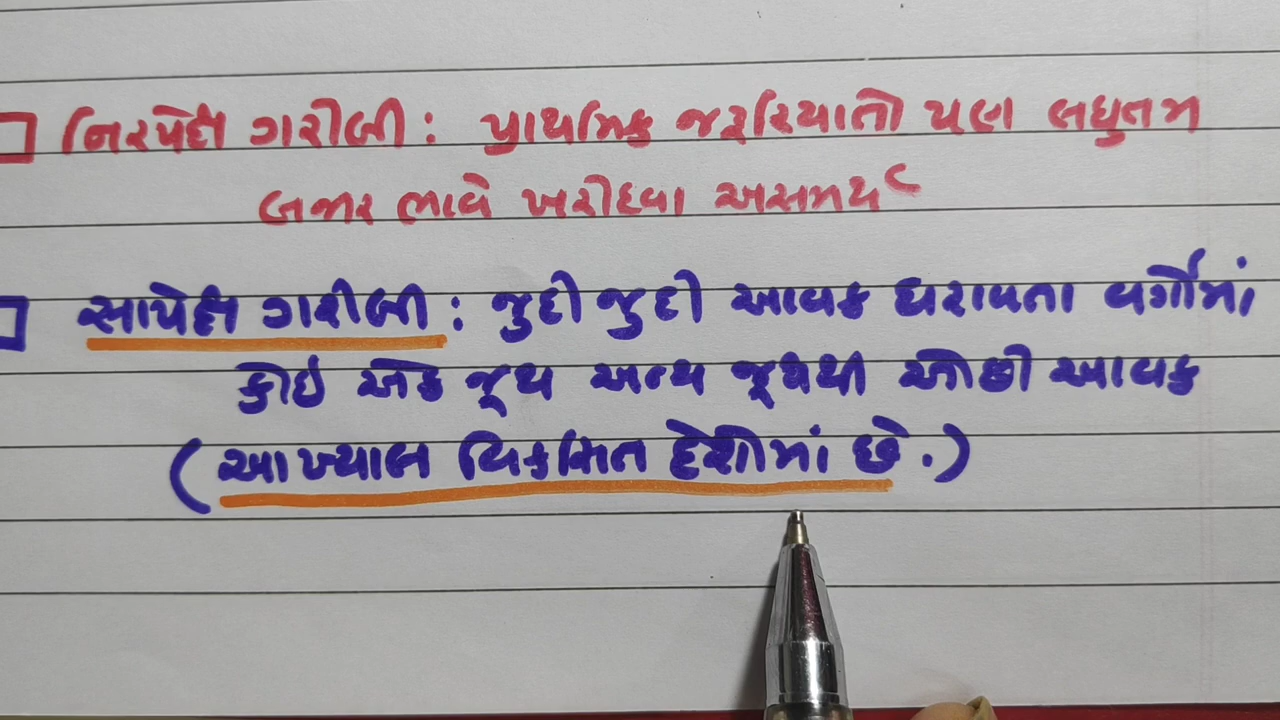 નિરપેક્ષ ગરીબી : પ્રાથમિક જરૂરિયાતો પણ લઘુતમ
બજાર ભાવે ખરીદવા અસમર્થ
સાપેક્ષ ગરીબી : જુદી જુદી આવક ધરાવતા વર્ગોમાં
કોઇ એક જૂથ અન્ય જૂથથી ઓછી આવક
(આ ખ્યાલ વિકસિત દેશોમાં છે.)